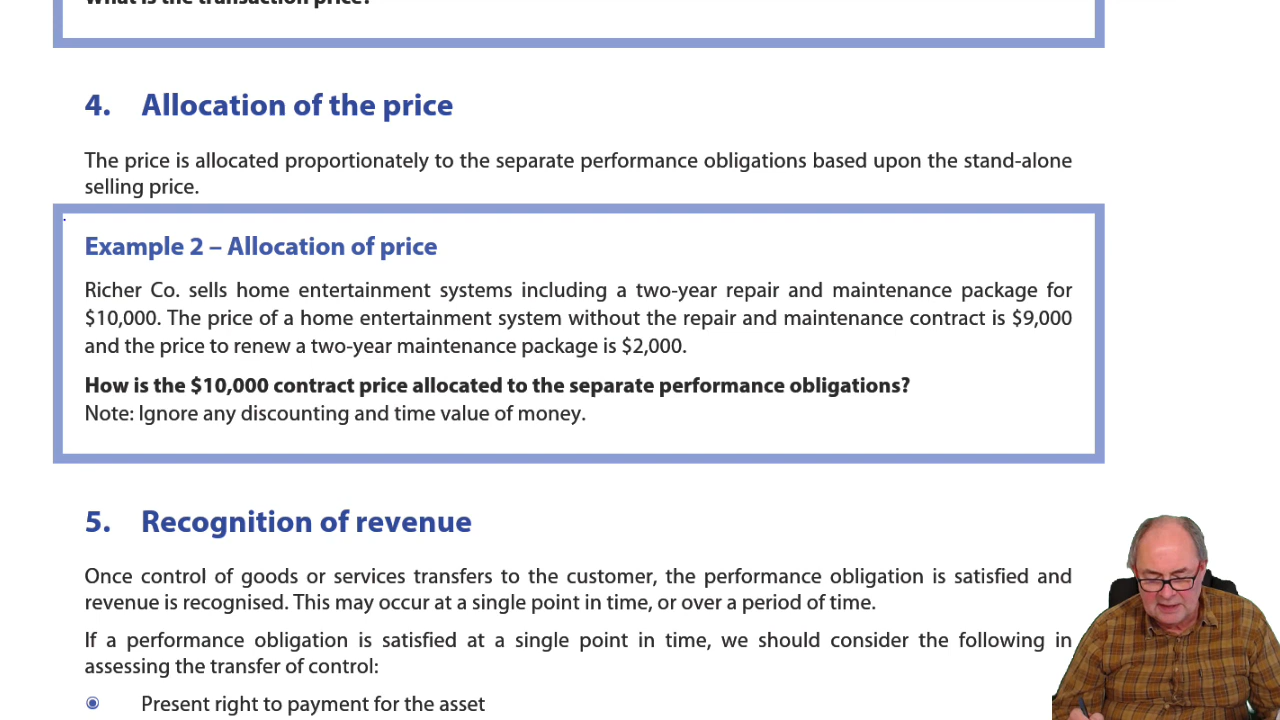 What is the transaction price?
4. Allocation of the price
The price is allocated proportionately to the separate performance obligations based upon the stand-alone
selling price.
Example 2 – Allocation of price
Richer Co. sells home entertainment systems including a two-year repair and maintenance package for
$10,000. The price of a home entertainment system without the repair and maintenance contract is $9,000
and the price to renew a two-year maintenance package is $2,000.
How is the $10,000 contract price allocated to the separate performance obligations?
Note: Ignore any discounting and time value of money.
5. Recognition of revenue
Once control of goods or services transfers to the customer, the performance obligation is satisfied and
revenue is recognised. This may occur at a single point in time, or over a period of time.
If a performance obligation is satisfied at a single point in time, we should consider the following in
assessing the transfer of control:
Present right to payment for the asset